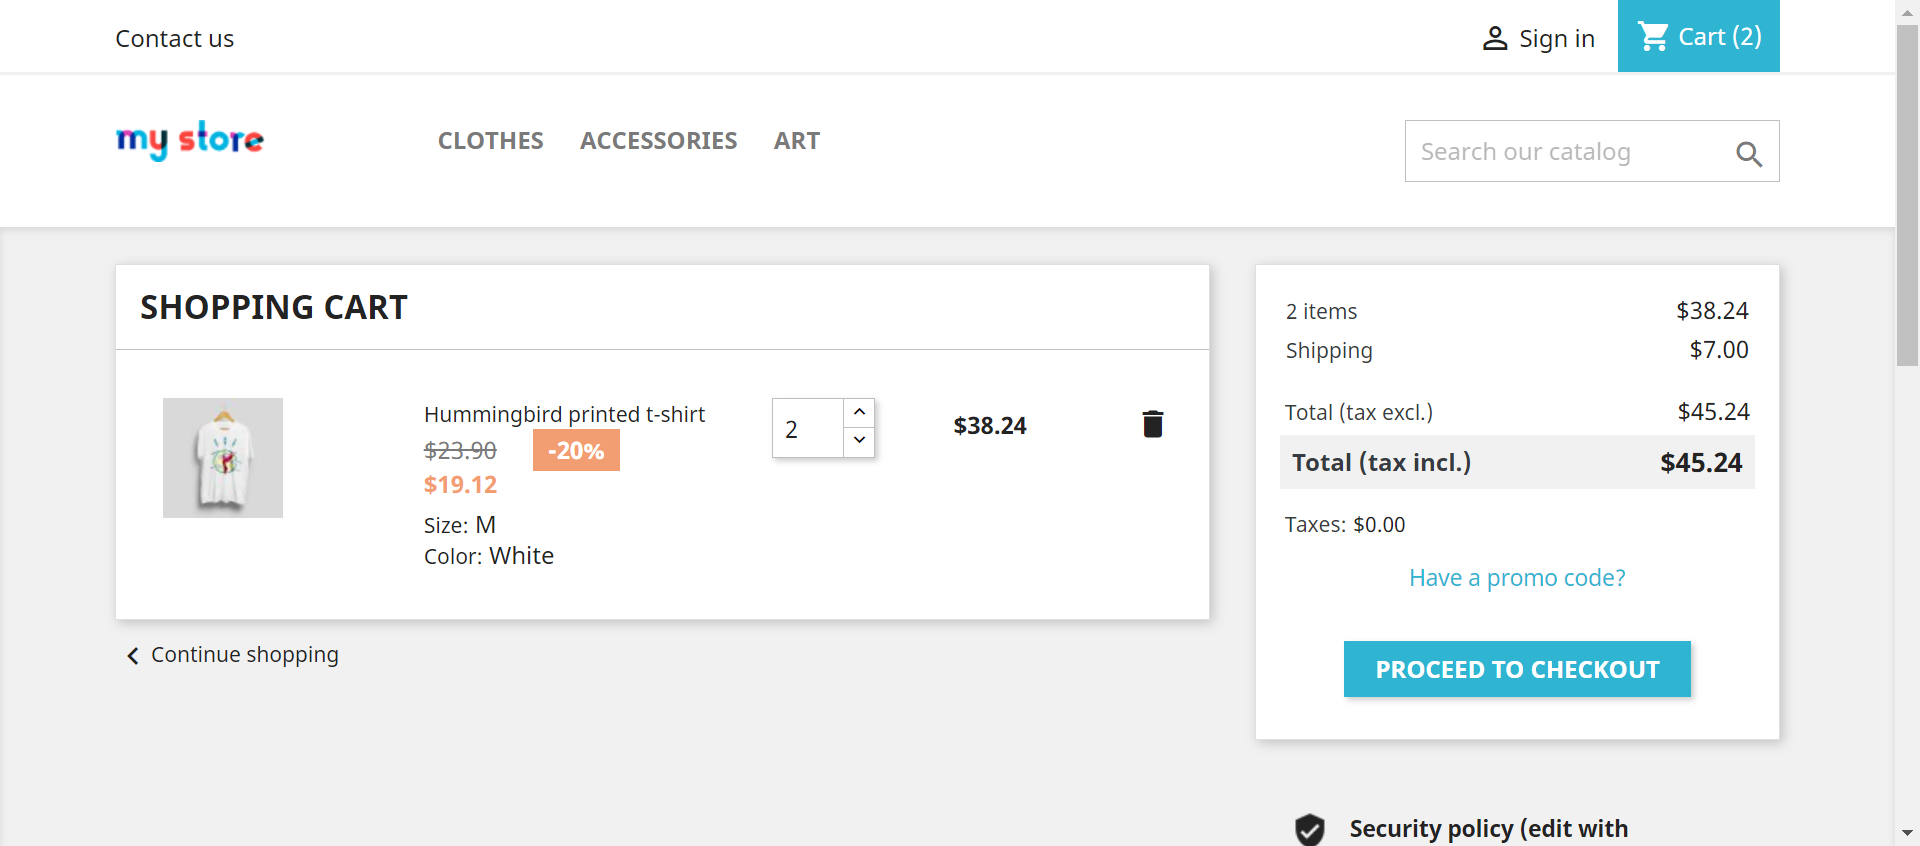 Contact us
Sign in
Cart (2)
my store
CLOTHES ACCESSORIES ART
Search our catalog
SHOPPING CART
Hummingbird printed t-shirt
$23.90 -20%
$19.12
Size: M
Color: White
2
$38.24
Continue shopping
2 items $38.24
Shipping $7.00
Total (tax excl.) $45.24
Total (tax incl.) $45.24
Taxes: $0.00
Have a promo code?
PROCEED TO CHECKOUT
Security policy (edit with